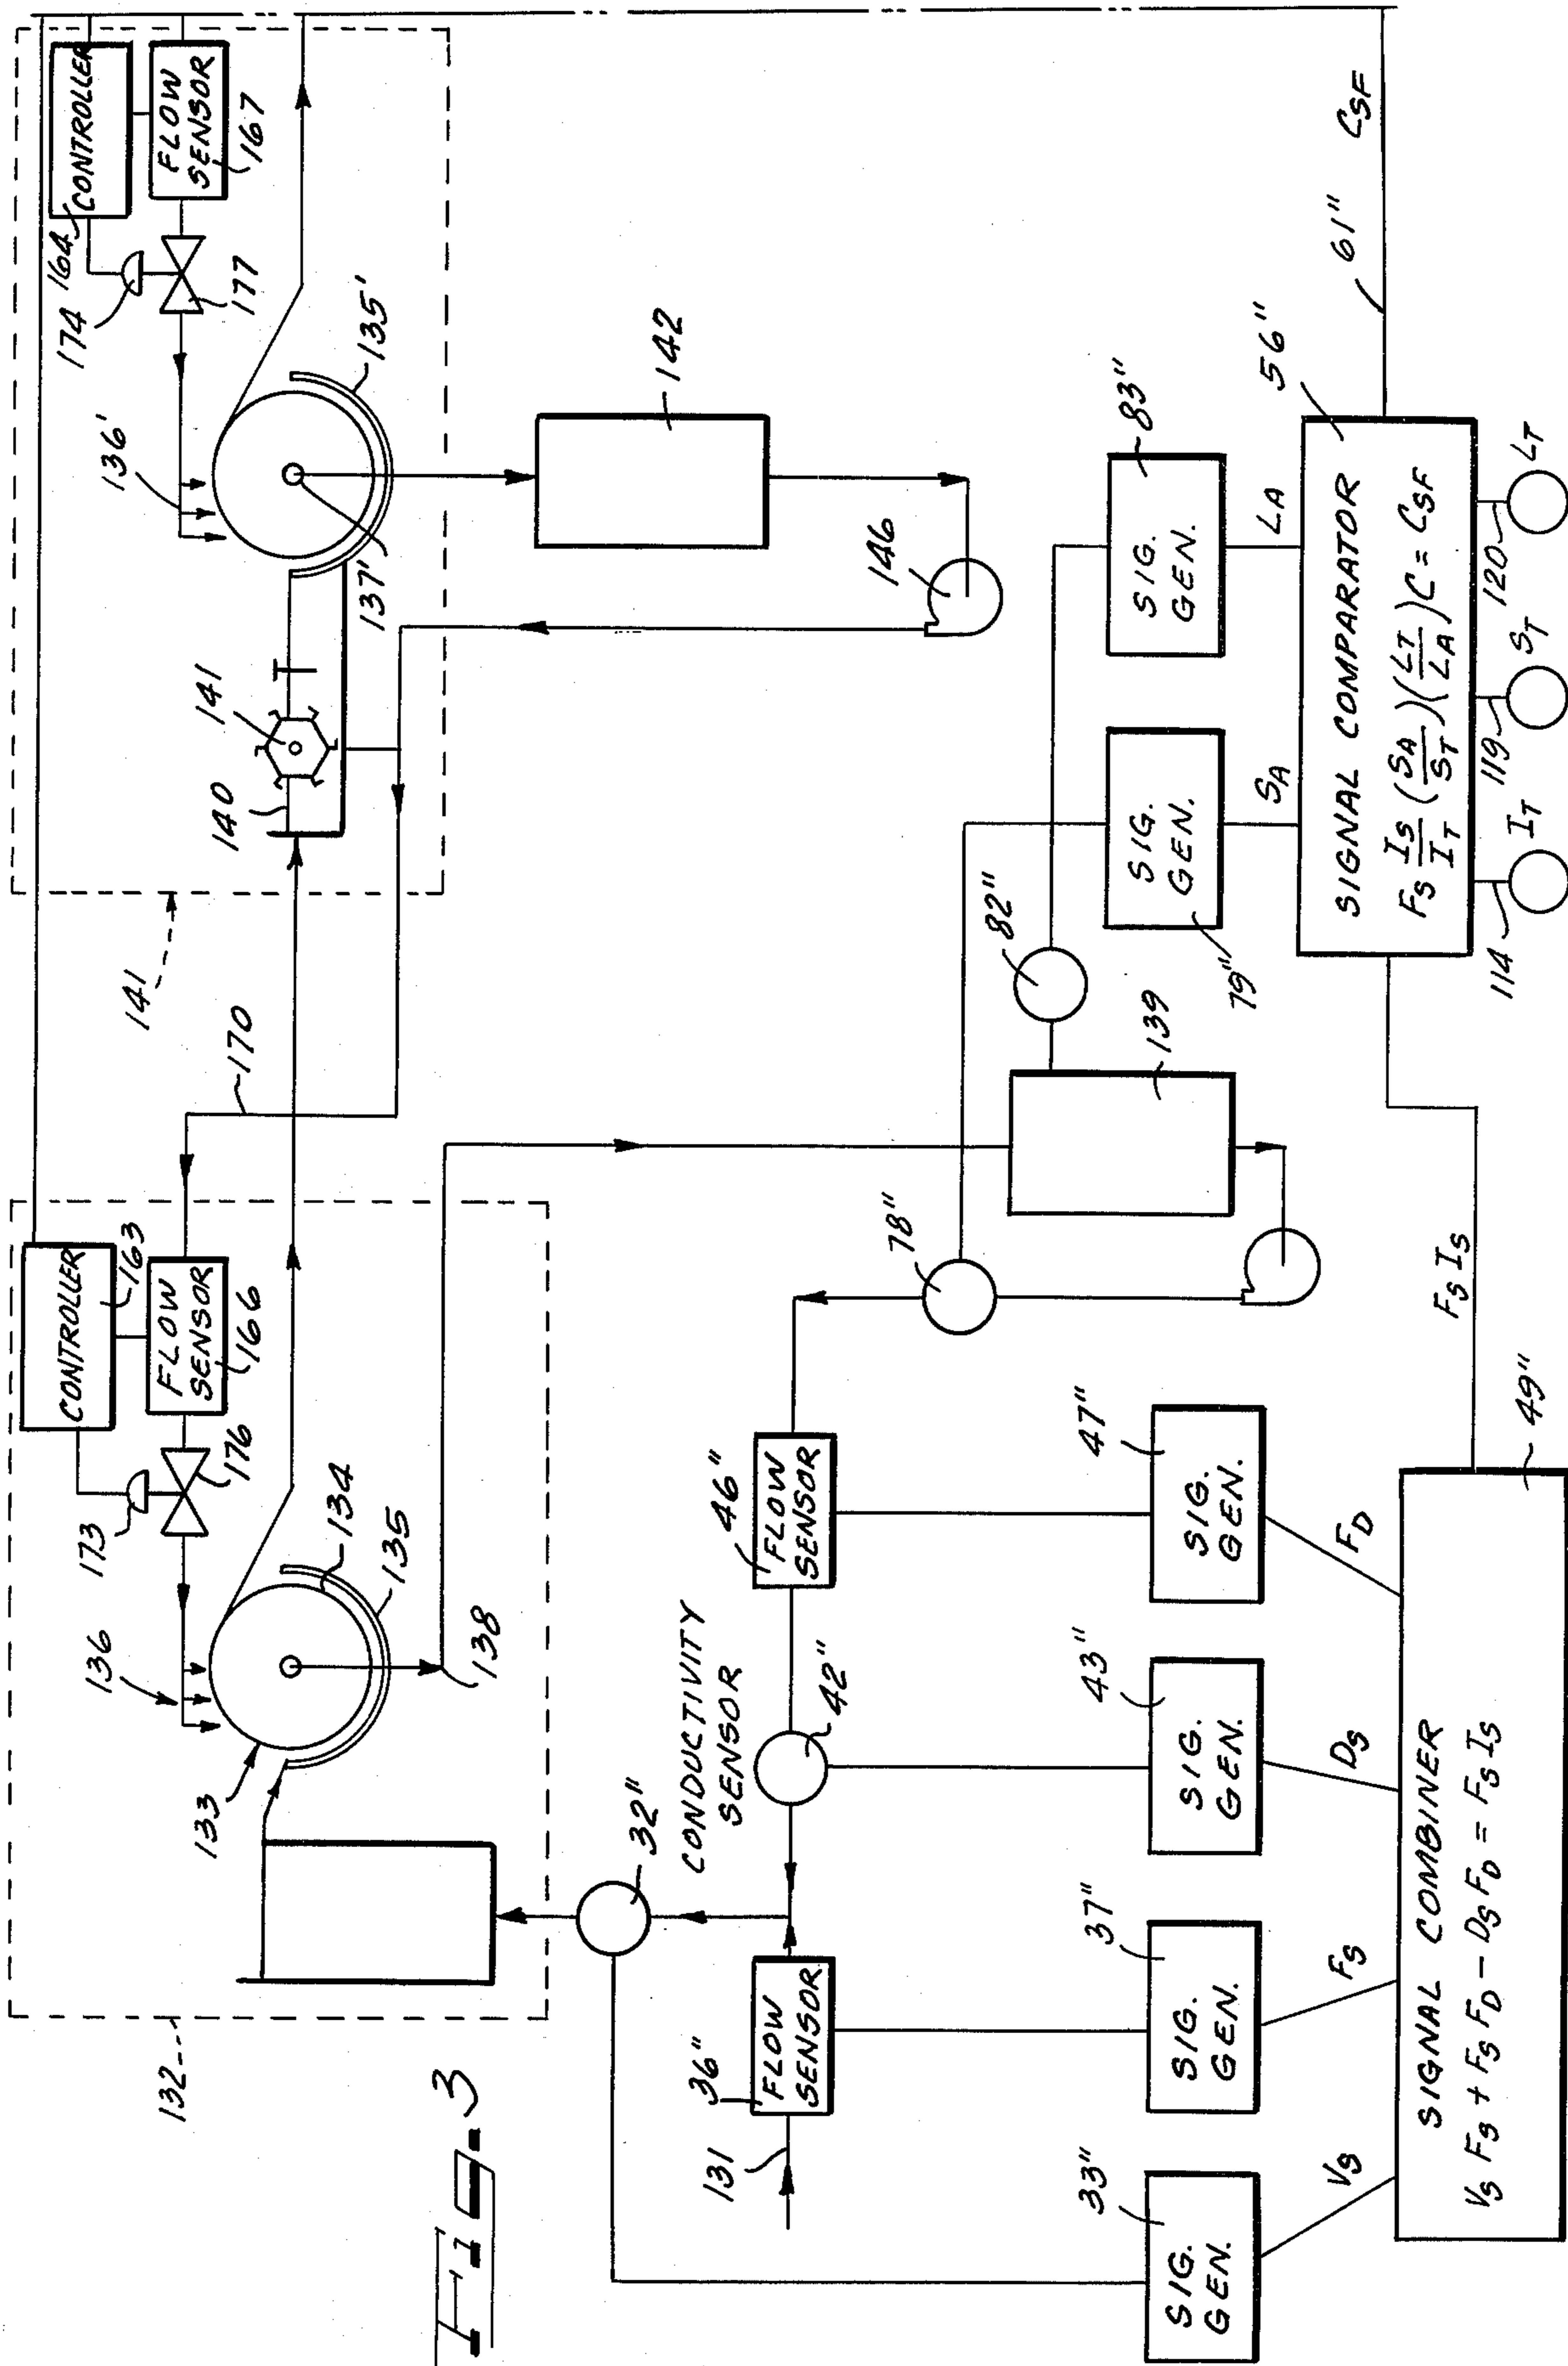 Fig. 3
132
133
134
135
136
138
CONTROLLER
163
FLOW
SENSOR
166
173
176
170
141
140
141
137'
136'
135'
CONTROLLER
164
FLOW
SENSOR
167
174
177
142
146
131
36"
FLOW
SENSOR
32"
CONDUCTIVITY
SENSOR
42"
46"
FLOW
SENSOR
78"
139
82"
33"
SIG.
GEN.
37"
SIG.
GEN.
43"
SIG.
GEN.
47"
SIG.
GEN.
79"
SIG.
GEN.
83"
SIG.
GEN.
VS
FS
DS
FD
SA
LA
SIGNAL COMBINER
VS FS + FS FD - DS FD = FS IS
49"
FS IS
SIGNAL COMPARATOR
FS IS/IT (SA/ST)(LT/LA) C = CSF
56"
61"
CSF
114
IT
119
ST
120
LT